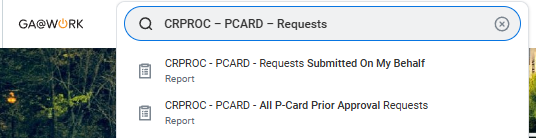 GA@WORK
CRPROC – PCARD – Requests
CRPROC - PCARD - Requests Submitted On My Behalf
Report
CRPROC - PCARD - All P-Card Prior Approval Requests
Report